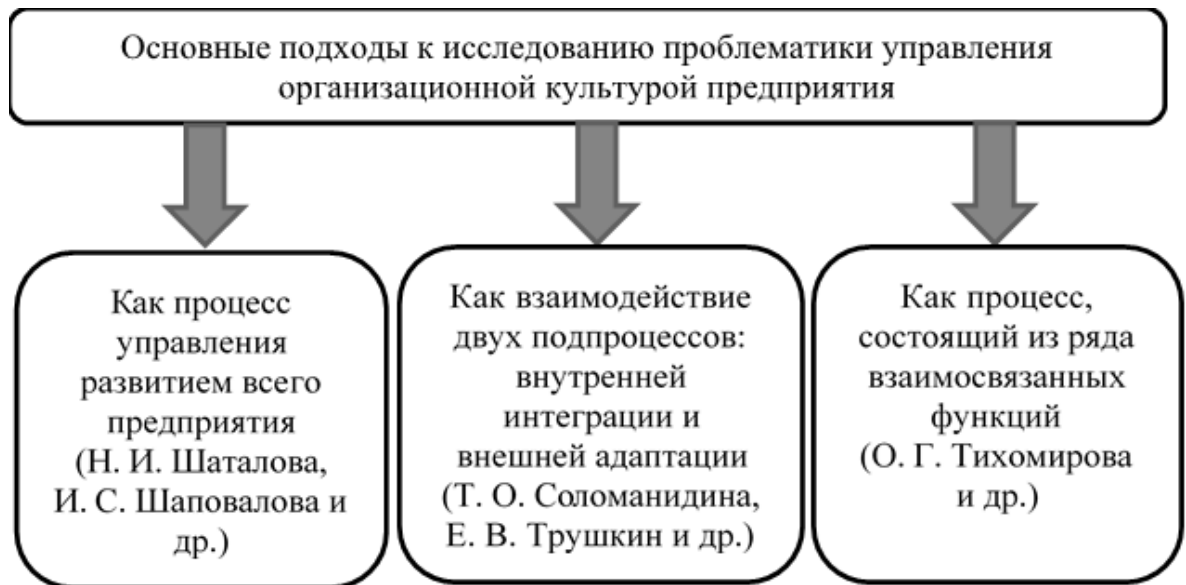 Основные подходы к исследованию проблематики управления
организационной культурой предприятия
Как процесс
управления
развитием всего
предприятия
(Н. И. Шаталова,
И. С. Шаповалова и
др.)
Как взаимодействие
двух подпроцессов:
внутренней
интеграции и
внешней адаптации
(Т. О. Соломанидина,
Е. В. Трушкин и др.)
Как процесс,
состоящий из ряда
взаимосвязанных
функций
(О. Г. Тихомирова
и др.)